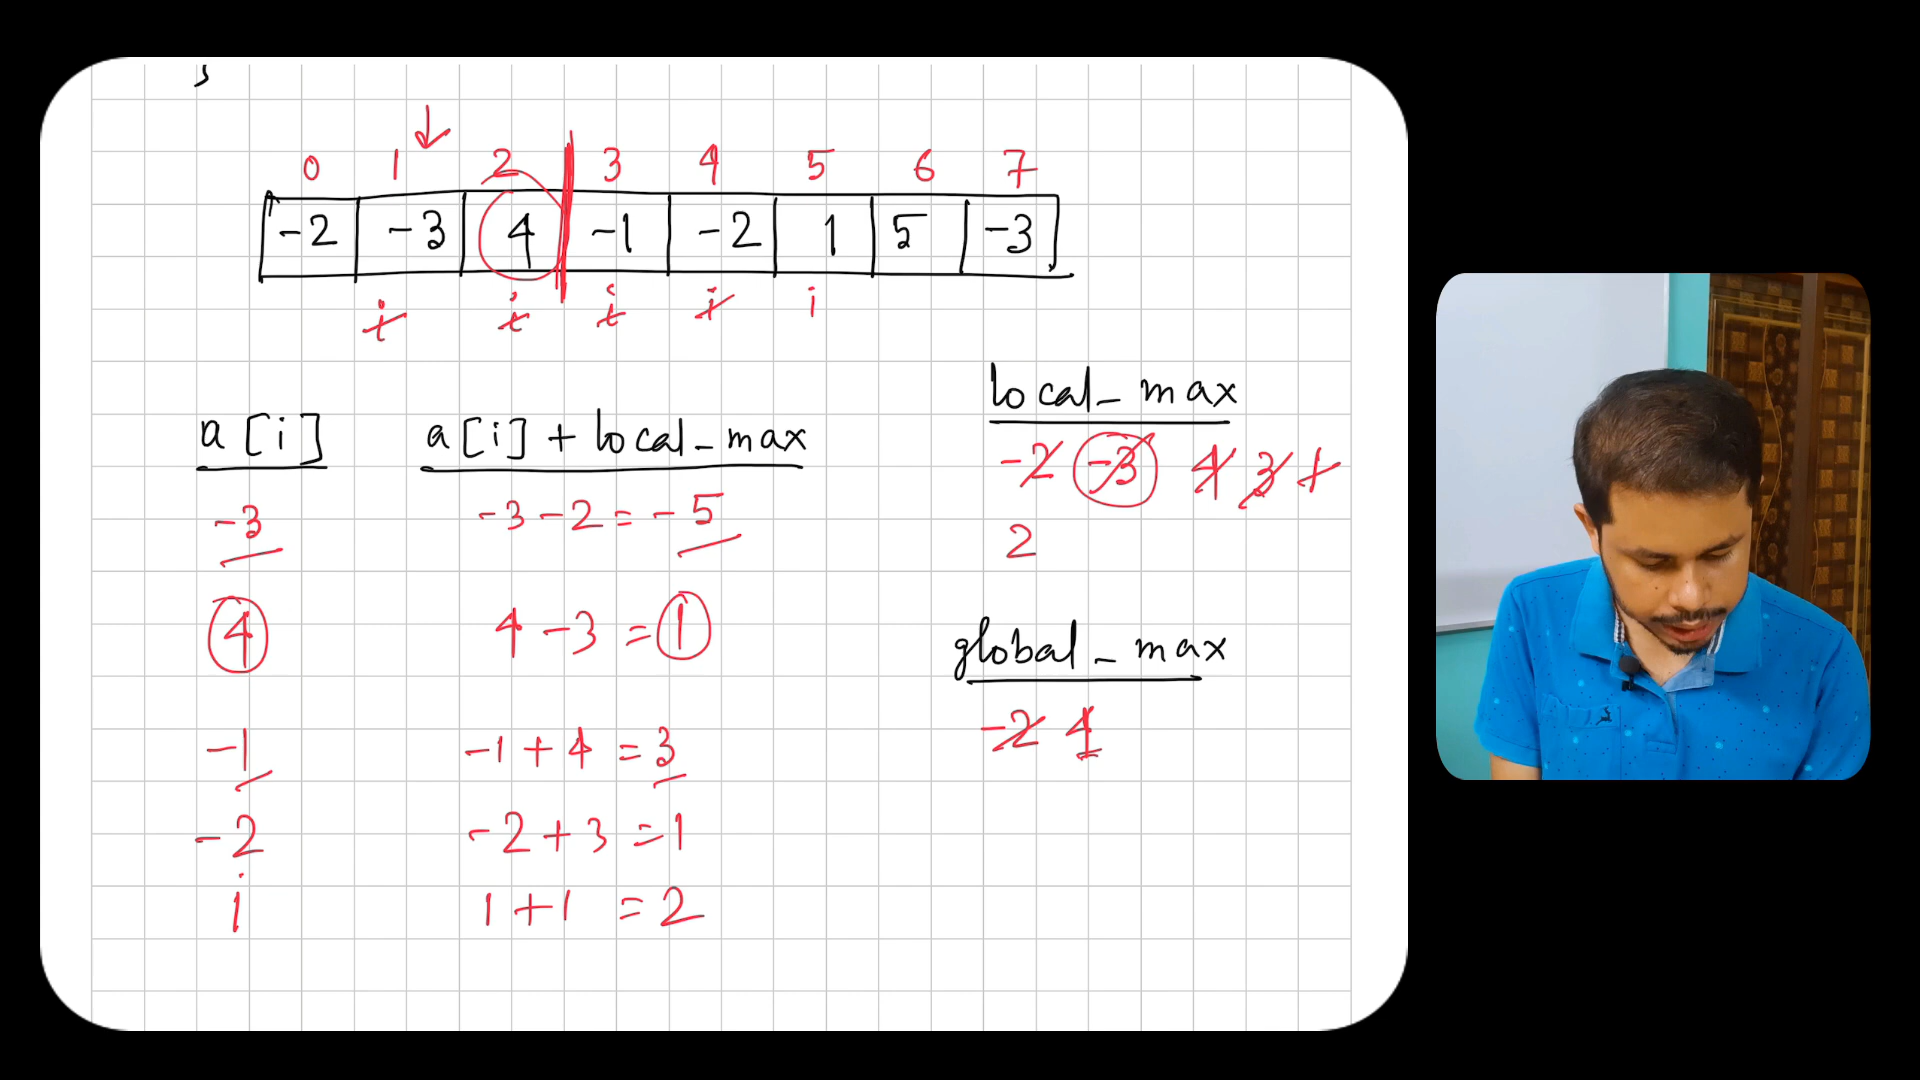 0 1 2 3 4 5 6 7
-2 -3 4 -1 -2 1 5 -3
i i i i i
local_max
a[i] a[i] + local_max
-2 -3 4 3 1
-3 -3-2 = -5
2
4 4-3 = 1
global_max
-2 4
-1 -1+4 = 3
-2 -2+3 = 1
1 1+1 = 2